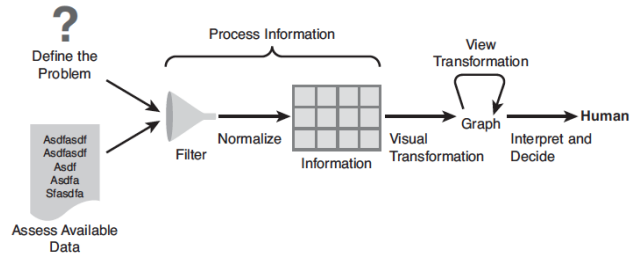 ?
Define the
Problem
Process Information
View
Transformation
Asdfasdf
Asdfasdf
Asdf
Asdfa
Sfasdfa
Assess Available
Data
Filter
Normalize
Information
Visual
Transformation
Graph
Interpret and
Decide
Human